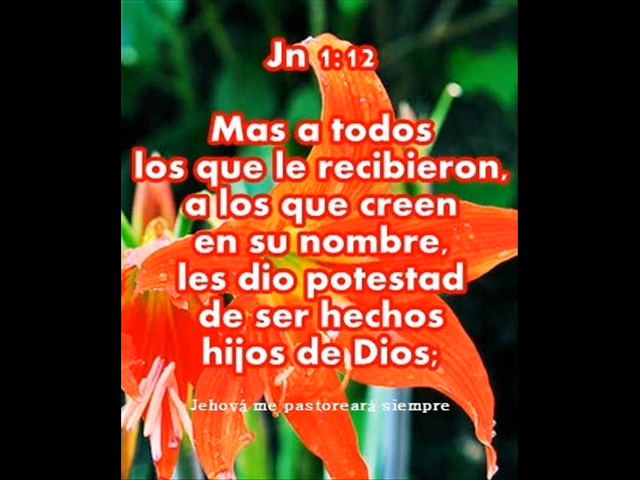 Jn 1:12
Mas a todos
los que le recibieron,
a los que creen
en su nombre,
les dio potestad
de ser hechos
hijos de Dios;
Jehová me pastoreará siempre